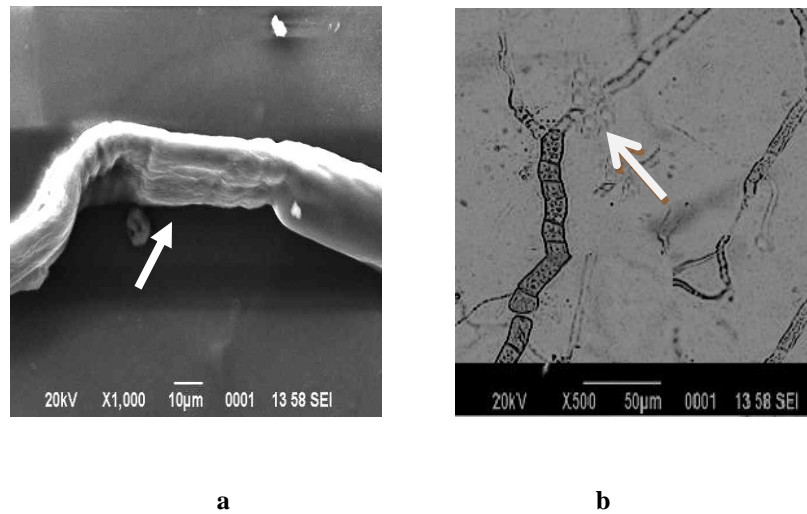 20kV X1,000 10μm 0001 13 58 SEI
20kV X500 50μm 0001 13 58 SEI
a
b